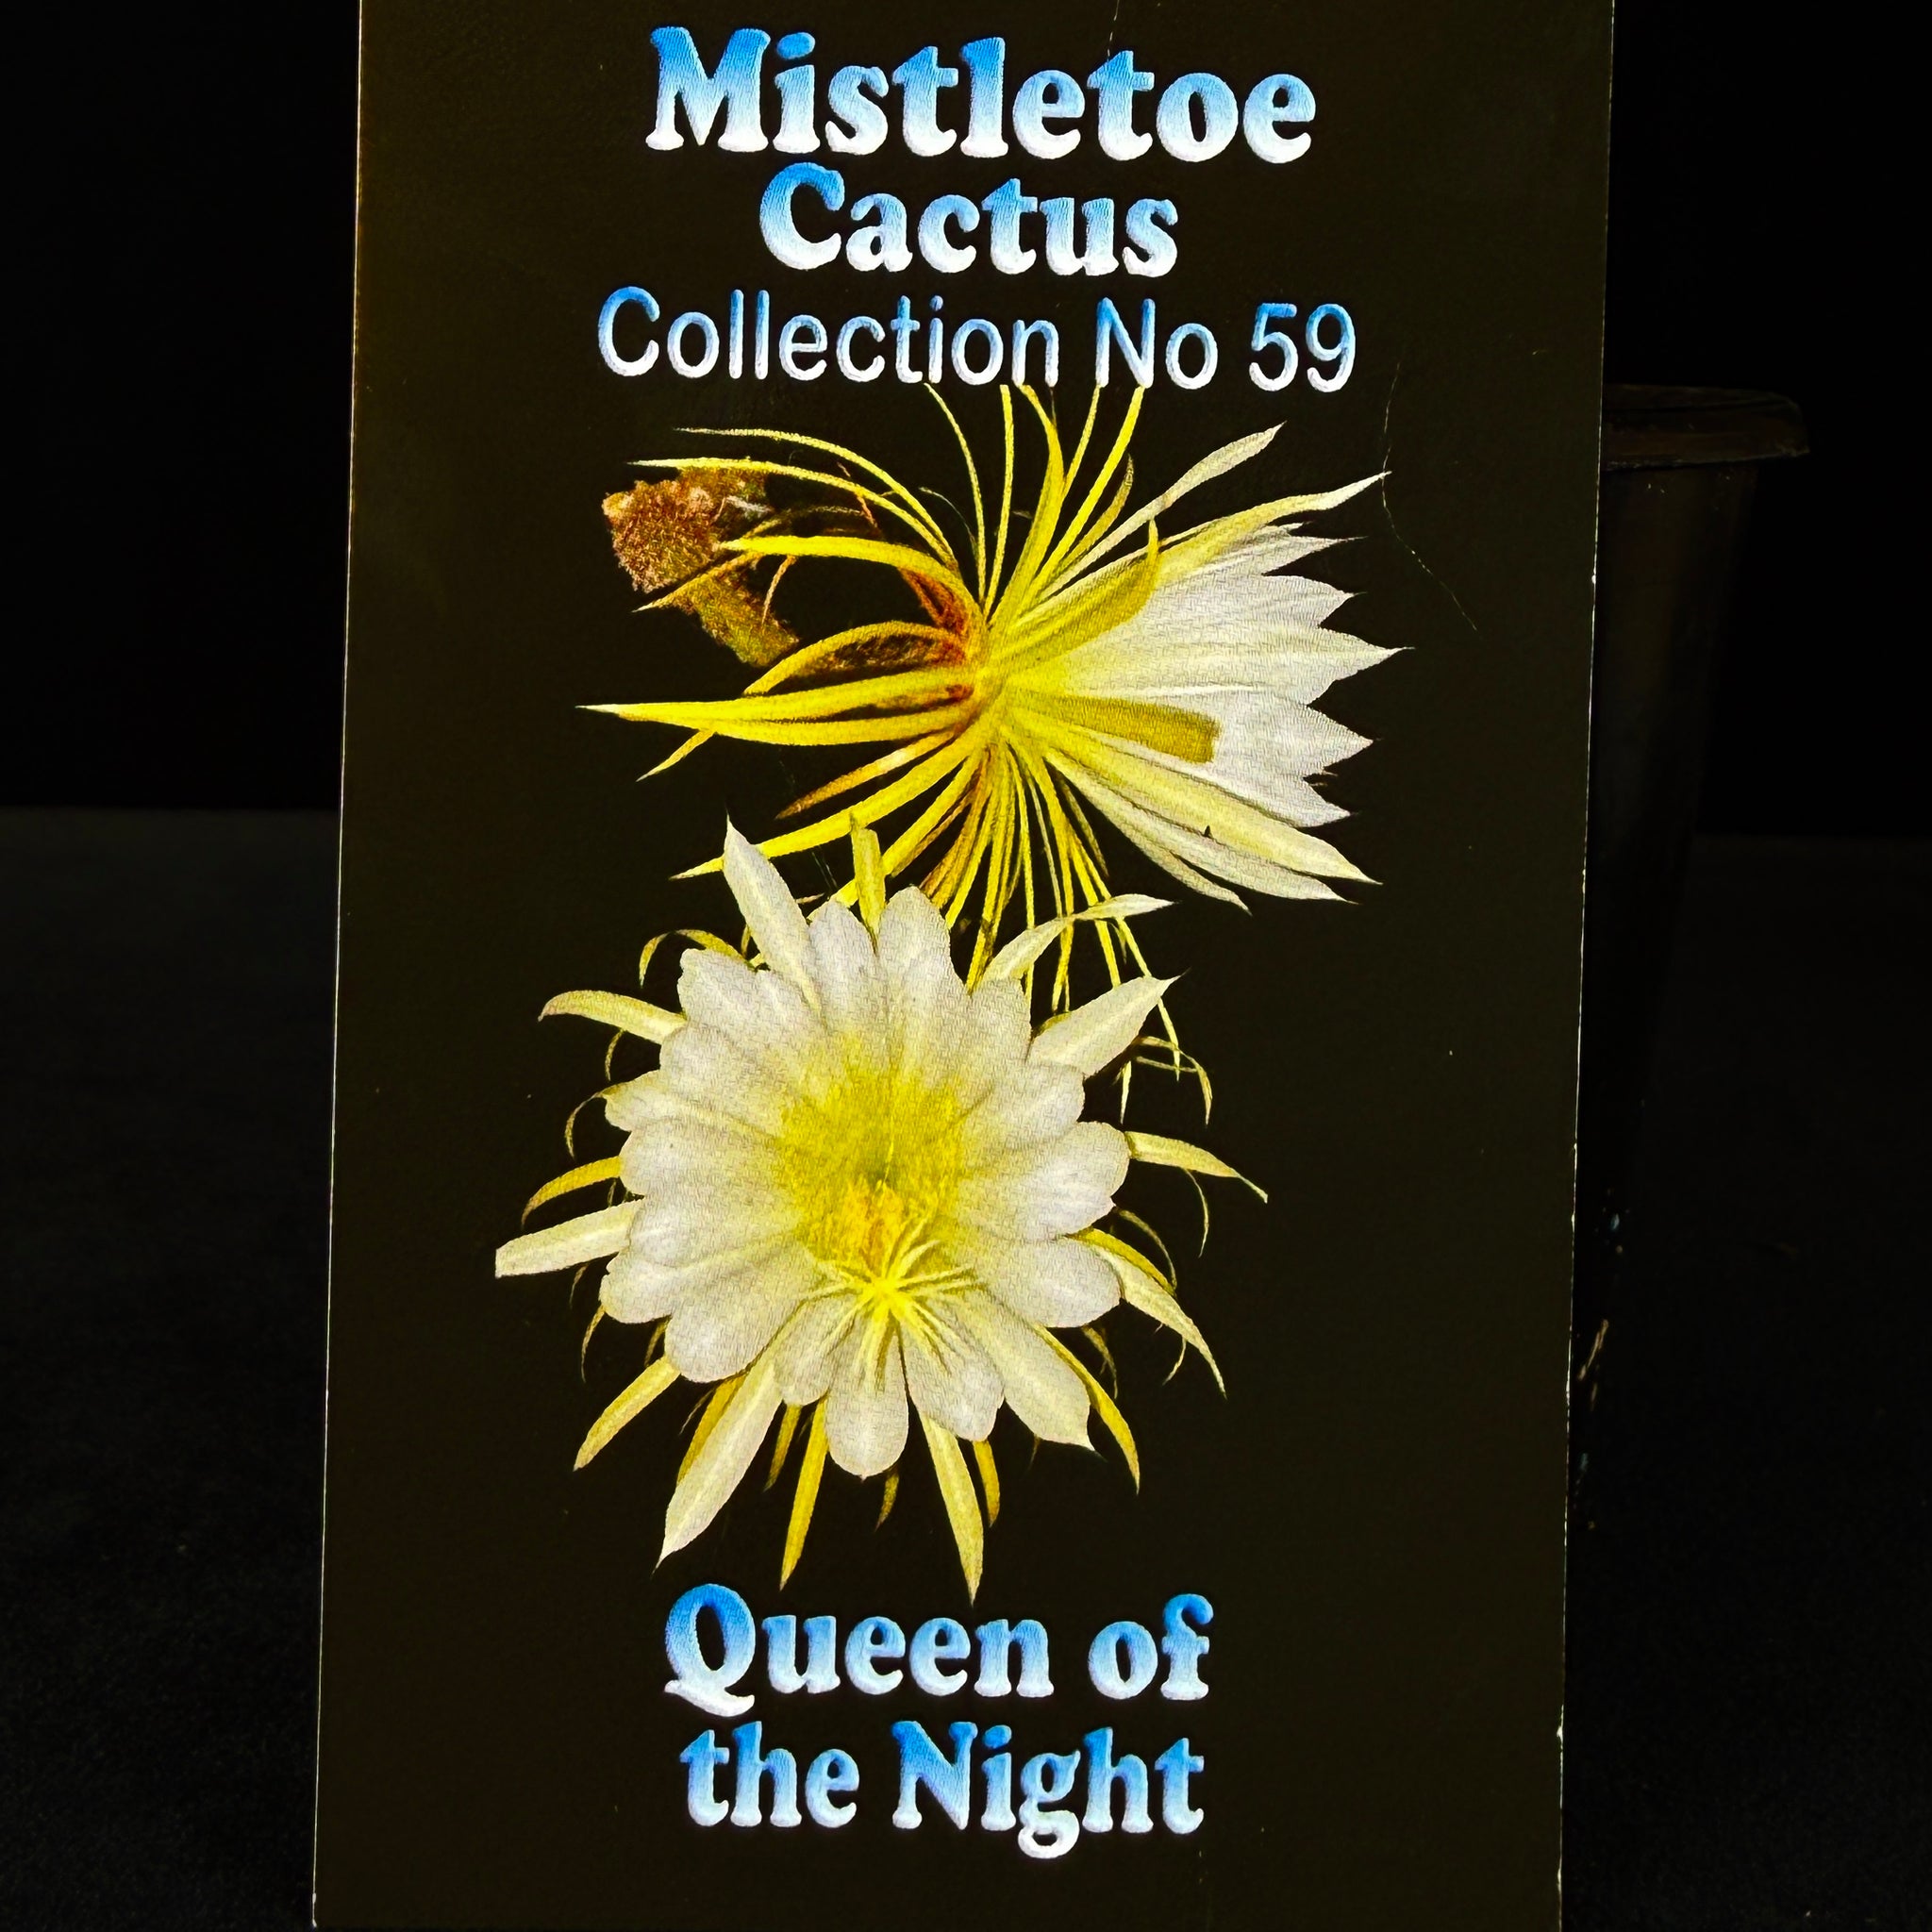 Mistletoe
Cactus
Collection No 59
Queen of
the Night